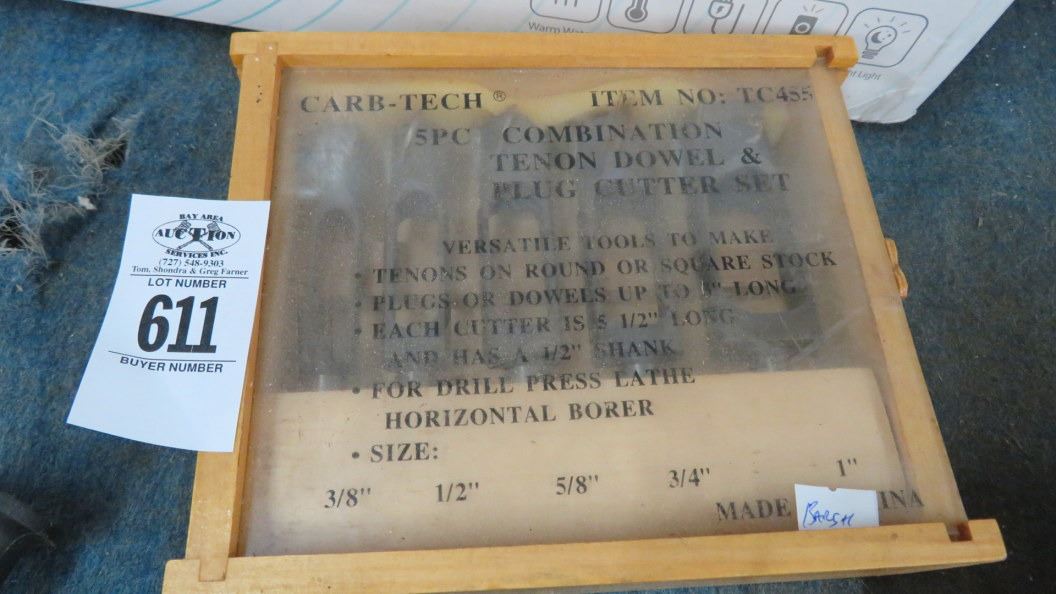 Warm
Light
CARB-TECH ® ITEM NO: TC455
5PC COMBINATION
TENON DOWEL &
PLUG CUTTER SET
VERSATILE TOOLS TO MAKE
• TENONS ON ROUND OR SQUARE STOCK
• PLUGS OR DOWELS UP TO LONG
• EACH CUTTER IS 5 1/2" LONG
AND HAS A 1/2" SHANK
• FOR DRILL PRESS LATHE
HORIZONTAL BORER
• SIZE:
3/8" 1/2" 5/8" 3/4" 1"
MADE INA
BAY AREA
AUCTION
SERVICES INC.
(727) 548-9303
Tom, Shondra & Greg Farner
LOT NUMBER
611
BUYER NUMBER